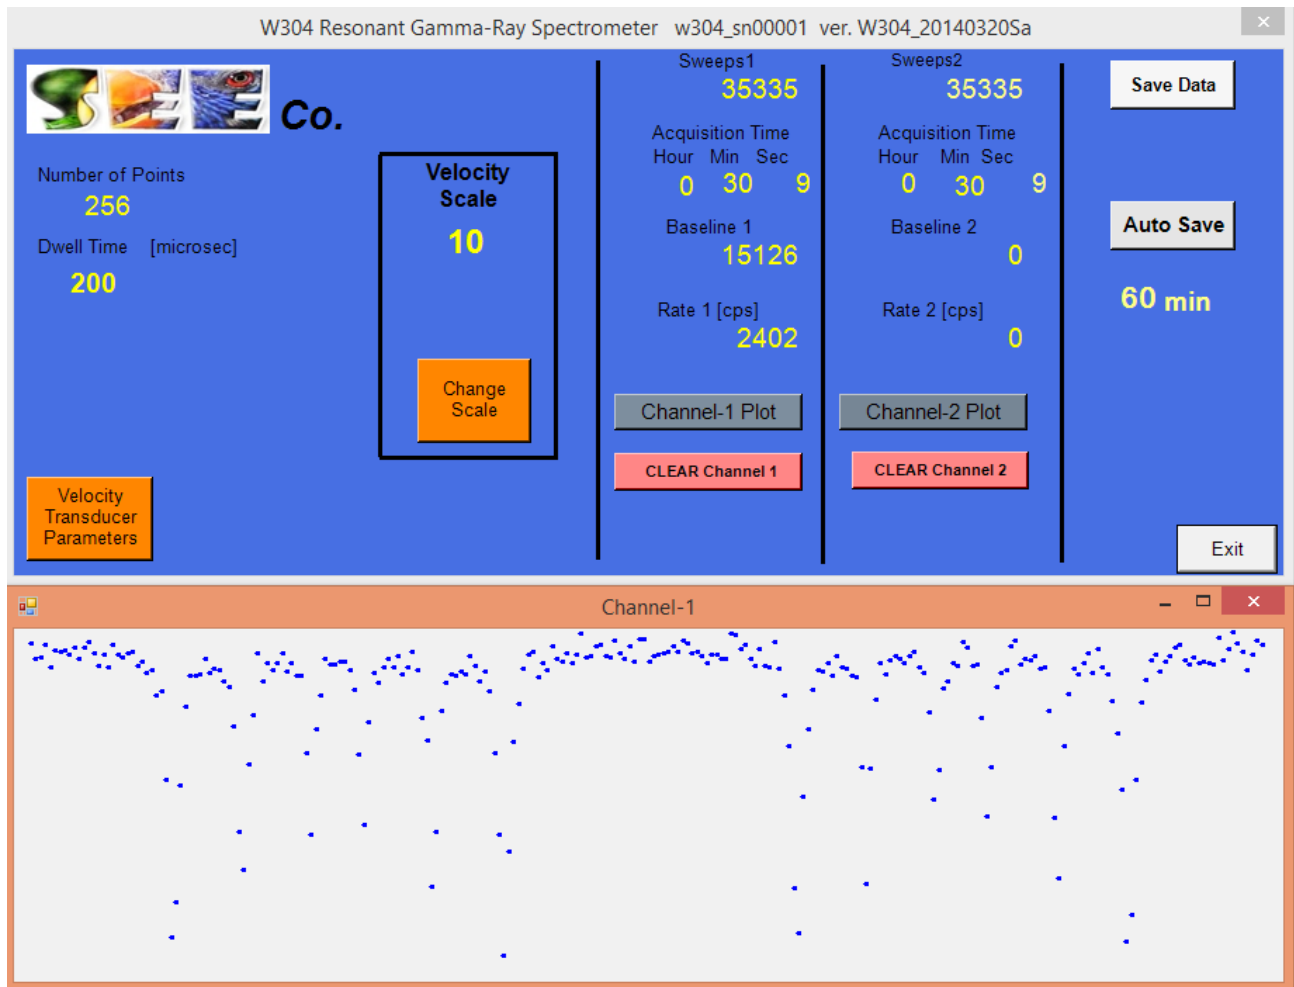 W304 Resonant Gamma-Ray Spectrometer w304_sn00001 ver. W304_20140320Sa
SEE Co.
Number of Points
256
Dwell Time [microsec]
200
Velocity
Scale
10
Change
Scale
Velocity
Transducer
Parameters
Sweeps1
35335
Acquisition Time
Hour Min Sec
0 30 9
Baseline 1
15126
Rate 1 [cps]
2402
Channel-1 Plot
CLEAR Channel 1
Sweeps2
35335
Acquisition Time
Hour Min Sec
0 30 9
Baseline 2
0
Rate 2 [cps]
0
Channel-2 Plot
CLEAR Channel 2
Save Data
Auto Save
60 min
Exit
Channel-1